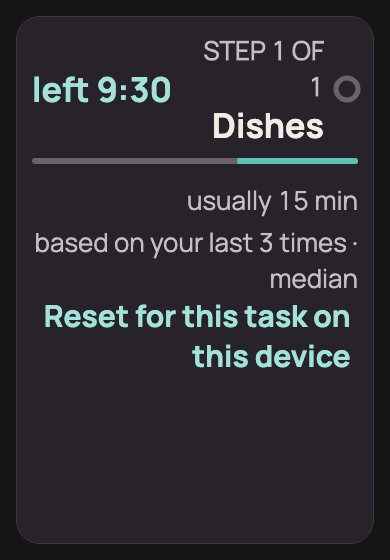 STEP 1 OF
1
left 9:30
Dishes
usually 15 min
based on your last 3 times ·
median
Reset for this task on
this device